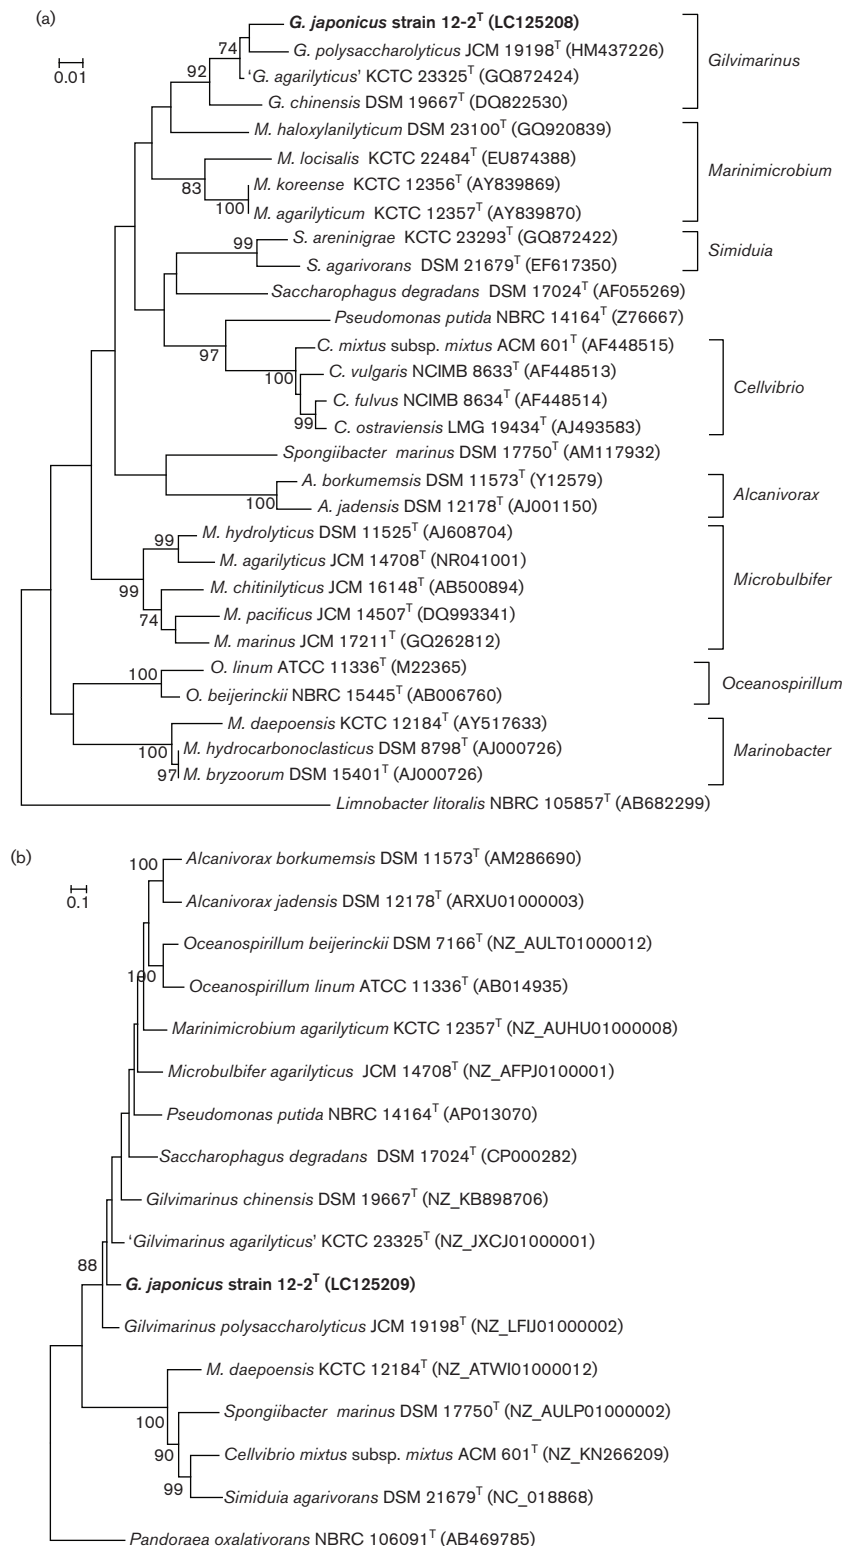 (a)
0.01
G. japonicus strain 12-2T (LC125208)
74
G. polysaccharolyticus JCM 19198T (HM437226)
Gilvimarinus
92
'G. agarilyticus' KCTC 23325T (GQ872424)
G. chinensis DSM 19667T (DQ822530)
M. haloxylanilyticum DSM 23100T (GQ920839)
M. locisalis KCTC 22484T (EU874388)
Marinimicrobium
83
M. koreense KCTC 12356T (AY839869)
100
M. agarilyticum KCTC 12357T (AY839870)
99
S. areninigrae KCTC 23293T (GQ872422)
Simiduia
S. agarivorans DSM 21679T (EF617350)
Saccharophagus degradans DSM 17024T (AF055269)
Pseudomonas putida NBRC 14164T (Z76667)
97
C. mixtus subsp. mixtus ACM 601T (AF448515)
100
C. vulgaris NCIMB 8633T (AF448513)
Cellvibrio
C. fulvus NCIMB 8634T (AF448514)
99
C. ostraviensis LMG 19434T (AJ493583)
Spongiibacter marinus DSM 17750T (AM117932)
A. borkumemsis DSM 11573T (Y12579)
Alcanivorax
100
A. jadensis DSM 12178T (AJ001150)
M. hydrolyticus DSM 11525T (AJ608704)
99
M. agarilyticus JCM 14708T (NR041001)
Microbulbifer
99
M. chitinilyticus JCM 16148T (AB500894)
74
M. pacificus JCM 14507T (DQ993341)
M. marinus JCM 17211T (GQ262812)
100
O. linum ATCC 11336T (M22365)
Oceanospirillum
O. beijerinckii NBRC 15445T (AB006760)
M. daepoensis KCTC 12184T (AY517633)
100
M. hydrocarbonoclasticus DSM 8798T (AJ000726)
Marinobacter
97
M. bryzoorum DSM 15401T (AJ000726)
Limnobacter litoralis NBRC 105857T (AB682299)
(b)
0.1
100
Alcanivorax borkumemsis DSM 11573T (AM286690)
Alcanivorax jadensis DSM 12178T (ARXU01000003)
Oceanospirillum beijerinckii DSM 7166T (NZ_AULT01000012)
100
Oceanospirillum linum ATCC 11336T (AB014935)
Marinimicrobium agarilyticum KCTC 12357T (NZ_AUHU01000008)
Microbulbifer agarilyticus JCM 14708T (NZ_AFPJ0100001)
Pseudomonas putida NBRC 14164T (AP013070)
Saccharophagus degradans DSM 17024T (CP000282)
Gilvimarinus chinensis DSM 19667T (NZ_KB898706)
'Gilvimarinus agarilyticus' KCTC 23325T (NZ_JXCJ01000001)
88
G. japonicus strain 12-2T (LC125209)
Gilvimarinus polysaccharolyticus JCM 19198T (NZ_LFIJ01000002)
M. daepoensis KCTC 12184T (NZ_ATWI01000012)
100
Spongiibacter marinus DSM 17750T (NZ_AULP01000002)
90
Cellvibrio mixtus subsp. mixtus ACM 601T (NZ_KN266209)
99
Simiduia agarivorans DSM 21679T (NC_018868)
Pandoraea oxalativorans NBRC 106091T (AB469785)